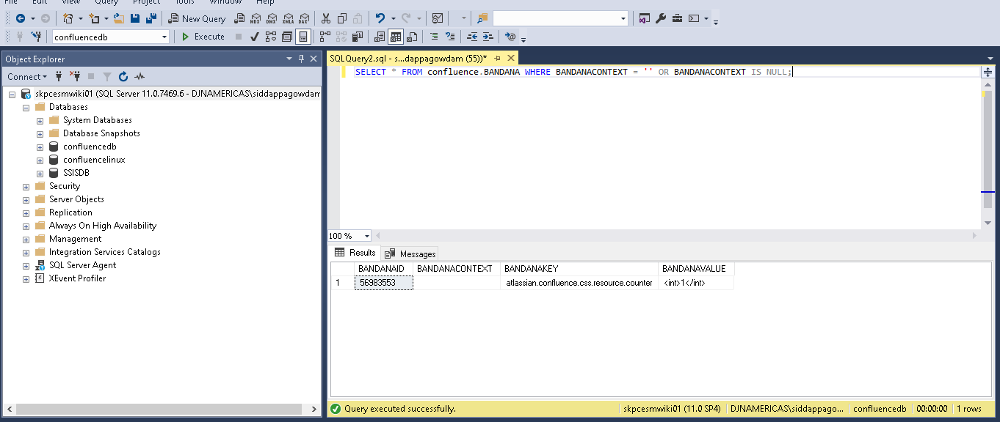 File Edit View Query Project Tools Window Help
New Query MDX DMX XMLA DAX
confluencedb Execute
Object Explorer
Connect
skpcesmwiki01 (SQL Server 11.0.7469.6 - DJNAMERICAS\siddappagowdam
Databases
System Databases
Database Snapshots
confluencedb
confluencelinux
SSISDB
Security
Server Objects
Replication
Always On High Availability
Management
Integration Services Catalogs
SQL Server Agent
XEvent Profiler
SQLQuery2.sql - s...dappagowdam (55))*
SELECT * FROM confluence.BANDANA WHERE BANDANACONTEXT = '' OR BANDANACONTEXT IS NULL;
100 %
Results Messages
BANDANAID BANDANACONTEXT BANDANAKEY BANDANAVALUE
1 56983553 atlassian.confluence.css.resource.counter <int>1</int>
Query executed successfully. skpcesmwiki01 (11.0 SP4) DJNAMERICAS\siddappago... confluencedb 00:00:00 1 rows